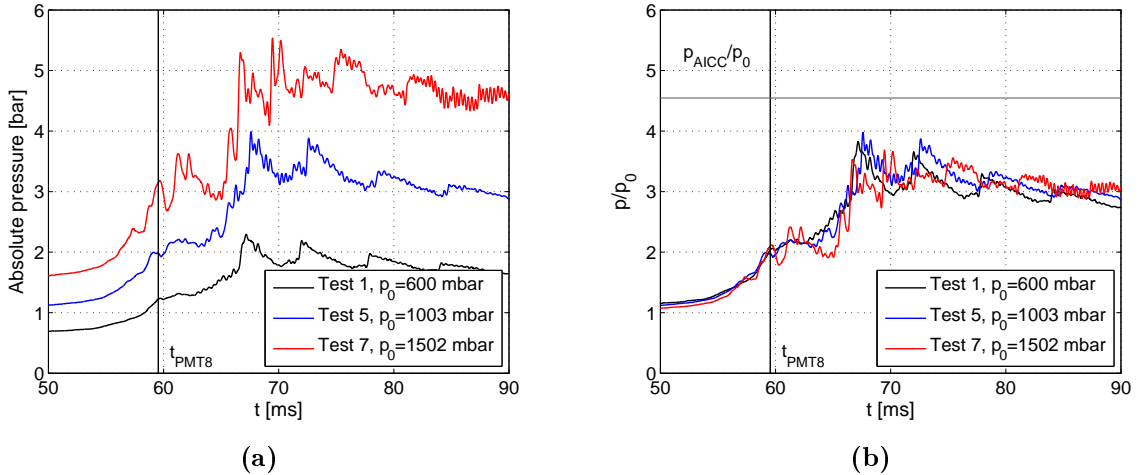 6
5
4
3
2
1
0
50 60 70 80 90
Absolute pressure [bar]
t [ms]
t_PMT8
Test 1, p_0=600 mbar
Test 5, p_0=1003 mbar
Test 7, p_0=1502 mbar
(a)
6
5
4
3
2
1
0
50 60 70 80 90
p/p_0
t [ms]
p_AICC/p_0
t_PMT8
Test 1, p_0=600 mbar
Test 5, p_0=1003 mbar
Test 7, p_0=1502 mbar
(b)